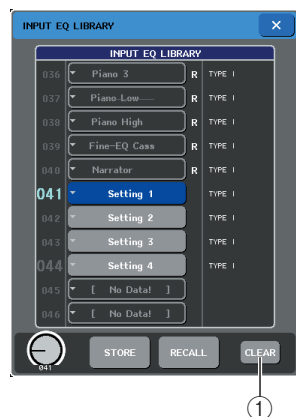 INPUT EQ LIBRARY ×
INPUT EQ LIBRARY
036 Piano 3 R TYPE I
037 Piano Low R TYPE I
038 Piano High R TYPE I
039 Fine-EQ Cass R TYPE I
040 Narrator R TYPE I
041 Setting 1 TYPE I
042 Setting 2 TYPE I
043 Setting 3 TYPE I
044 Setting 4 TYPE I
045 [ No Data! ]
046 [ No Data! ]
041 STORE RECALL CLEAR
1